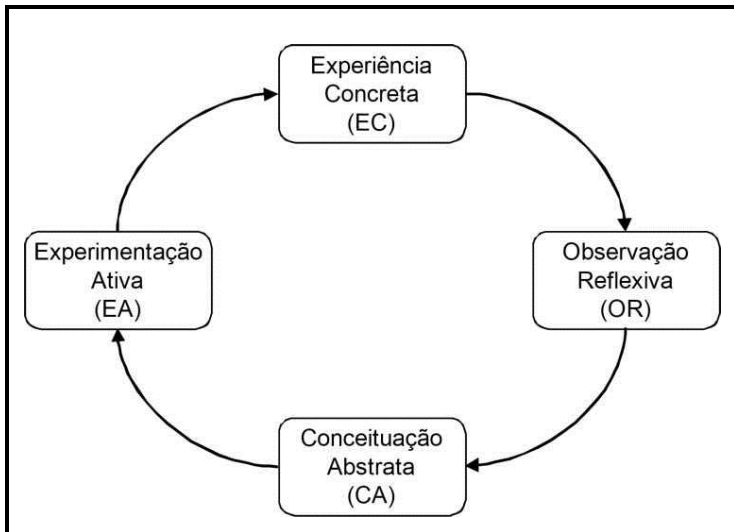 Experiência
Concreta
(EC)
Experimentação
Ativa
(EA)
Observação
Reflexiva
(OR)
Conceituação
Abstrata
(CA)